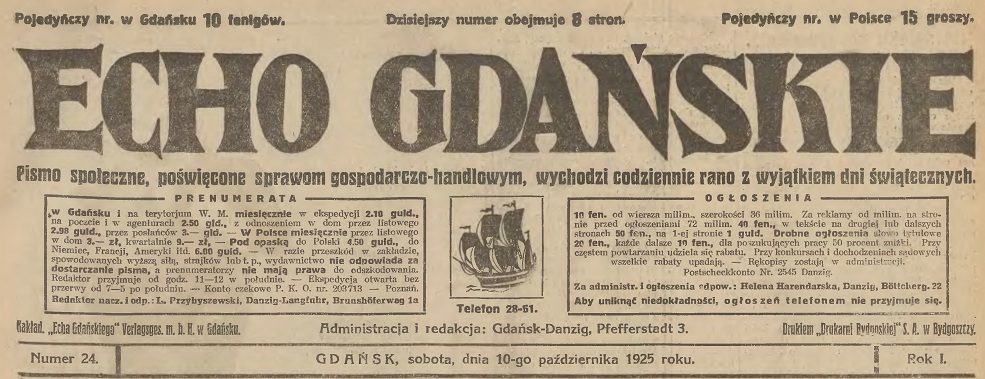 Pojedyńczy nr. w Gdańsku 10 fenigów. Dzisiejszy numer obejmuje 8 stron. Pojedyńczy nr. w Polsce 15 groszy.
ECHO GDAŃSKIE
Pismo społeczne, poświęcone sprawom gospodarczo-handlowym, wychodzi codziennie rano z wyjątkiem dni świątecznych.
PRENUMERATA
w Gdańsku i na terytorjum W. M. miesięcznie w ekspedycji 2.10 guld.,
na poczcie i w agenturach 2.50 gld., z odnoszeniem w dom przez listowego
2.98 guld., przez posłańców 3.— gld. — W Polsce miesięcznie przez listowego
w dom 3.— zł, kwartalnie 9.— zł, — Pod opaską do Polski 4.50 guld., do
Niemiec, Francji, Ameryki itd. 6.00 guld. — W razie przeszkód w zakładzie,
spowodowanych wyższą siłą, strajków lub t. p., wydawnictwo nie odpowiada za
dostarczanie pisma, a prenumeratorzy nie mają prawa do odszkodowania.
Redaktor przyjmuje od godz. 11—12 w południe. — Ekspedycja otwarta bez
przerwy od 7—5 po południu. — Konto czekowe P. K. O. nr. 203713 — Poznań.
Redaktor nacz. i odp.: L. Przybyszewski, Danzig-Langfuhr, Brunshöferweg 1a
Telefon 28-51.
OGŁOSZENIA
10 fen. od wiersza milim., szerokości 36 milim. Za reklamy od milim. na stro-
nie przed ogłoszeniami 72 milim. 40 fen., w tekście na drugiej lub dalszych
stronach 50 fen., na 1-ej stronie 1 guld. Drobne ogłoszenia słowo tytułowe
20 fen., każde dalsze 10 fen., dla poszukujących pracy 50 procent zniżki. Przy
częstem powtarzaniu udziela się rabatu. Przy konkursach i dochodzeniach sądowych
wszelkie rabaty upadają. — Rękopisy zostają w administracji.
Postscheckkonto Nr. 2545 Danzig.
Za administr. i ogłoszenia odpow.: Helena Harendarska, Danzig, Böttcherg. 22
Aby uniknąć niedokładności, ogłoszeń telefonem nie przyjmuje się.
Nakład. „Echa Gdańskiego" Verlagsges. m. b. H. w Gdańsku. Administracja i redakcja: Gdańsk-Danzig, Pfefferstadt 3. Drukiem „Drukarni Bydgoskiej" S. A. w Bydgoszczy.
Numer 24. GDAŃSK, sobota, dnia 10-go października 1925 roku. Rok I.